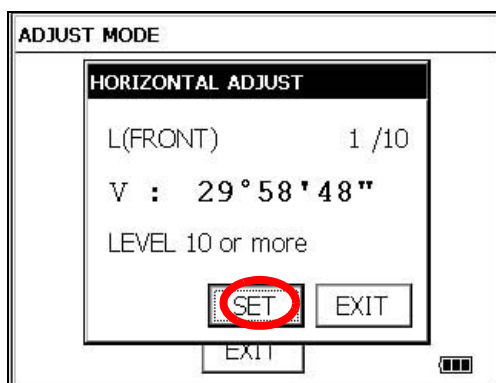 ADJUST MODE
HORIZONTAL ADJUST
L(FRONT) 1 /10
V : 29°58'48"
LEVEL 10 or more
SET EXIT
EXIT